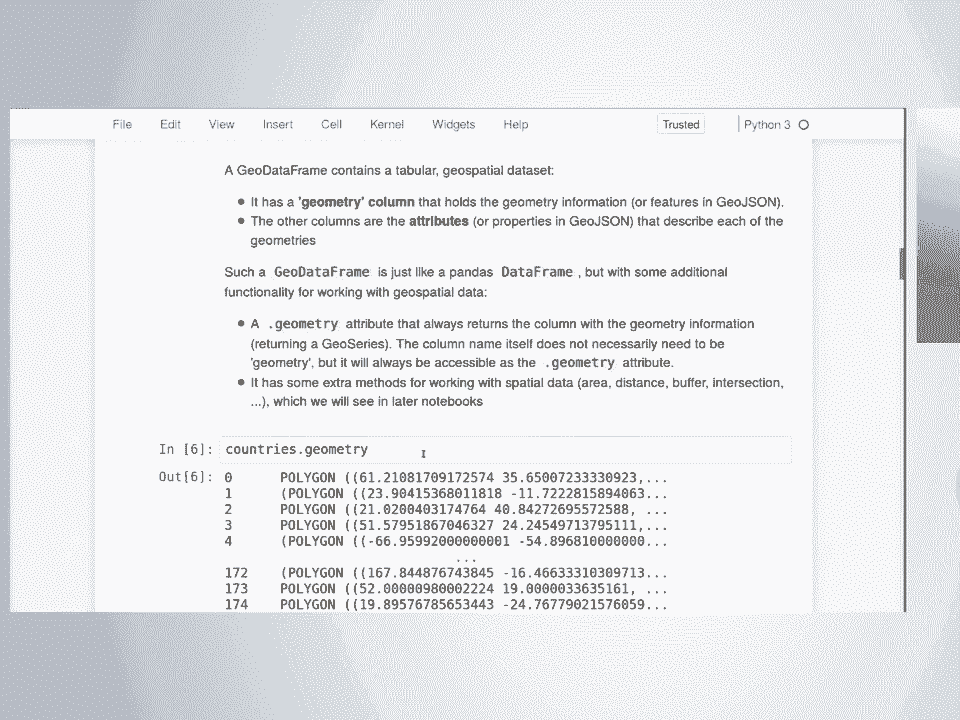 File Edit View Insert Cell Kernel Widgets Help Trusted Python 3
A GeoDataFrame contains a tabular, geospatial dataset:
It has a 'geometry' column that holds the geometry information (or features in GeoJSON).
The other columns are the attributes (or properties in GeoJSON) that describe each of the
geometries
Such a GeoDataFrame is just like a pandas DataFrame , but with some additional
functionality for working with geospatial data:
A .geometry attribute that always returns the column with the geometry information
(returning a GeoSeries). The column name itself does not necessarily need to be
'geometry', but it will always be accessible as the .geometry attribute.
It has some extra methods for working with spatial data (area, distance, buffer, intersection,
...), which we will see in later notebooks
In [6]: countries.geometry
Out[6]: 0 POLYGON ((61.21081709172574 35.65007233330923,...
1 (POLYGON ((23.90415368011818 -11.7222815894063...
2 POLYGON ((21.0200403174764 40.84272695572588, ...
3 POLYGON ((51.57951867046327 24.24549713795111,...
4 (POLYGON ((-66.95992000000001 -54.896810000000...
...
172 (POLYGON ((167.844876743845 -16.46633310309713...
173 POLYGON ((52.00000980002224 19.0000033635161, ...
174 POLYGON ((19.89576785653443 -24.76779021576059...